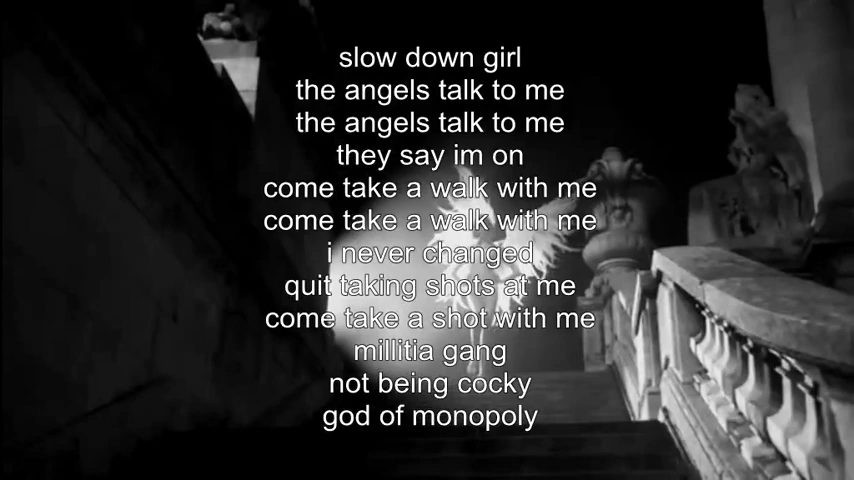 slow down girl
the angels talk to me
the angels talk to me
they say im on
come take a walk with me
come take a walk with me
i never changed
quit taking shots at me
come take a shot with me
millitia gang
not being cocky
god of monopoly